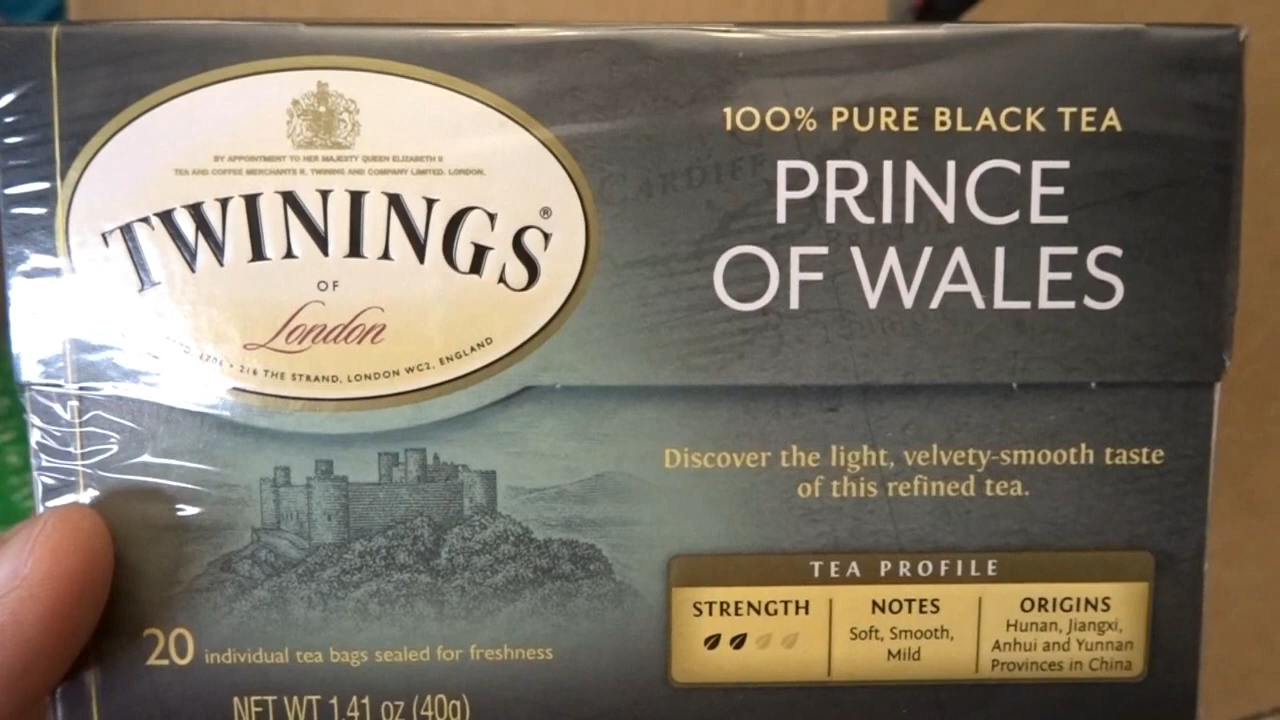 BY APPOINTMENT TO HER MAJESTY QUEEN ELIZABETH II
TEA AND COFFEE MERCHANTS R. TWINING AND COMPANY LIMITED. LONDON.
TWININGS®
OF
London
1706 • 216 THE STRAND, LONDON WC2, ENGLAND
100% PURE BLACK TEA
PRINCE
OF WALES
CARDIFF
Discover the light, velvety-smooth taste
of this refined tea.
TEA PROFILE
STRENGTH
NOTES
Soft, Smooth,
Mild
ORIGINS
Hunan, Jiangxi,
Anhui and Yunnan
Provinces in China
20 individual tea bags sealed for freshness
NET WT 1.41 oz (40g)